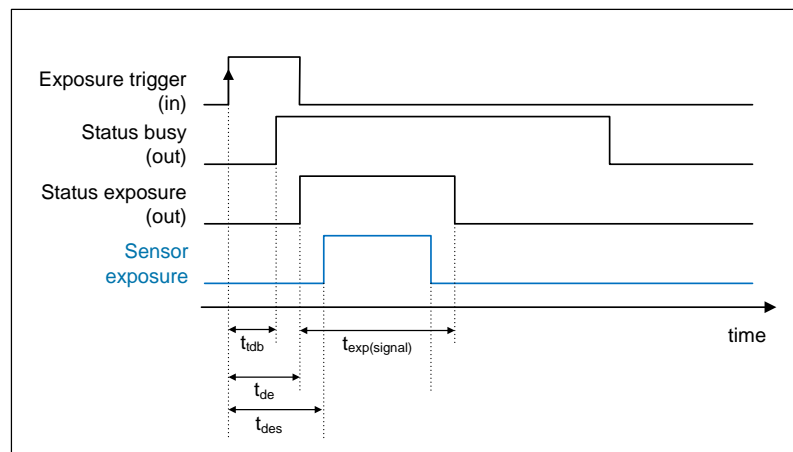 Exposure trigger
(in)
Status busy
(out)
Status exposure
(out)
Sensor
exposure
time
ttdb
texp(signal)
tde
tdes